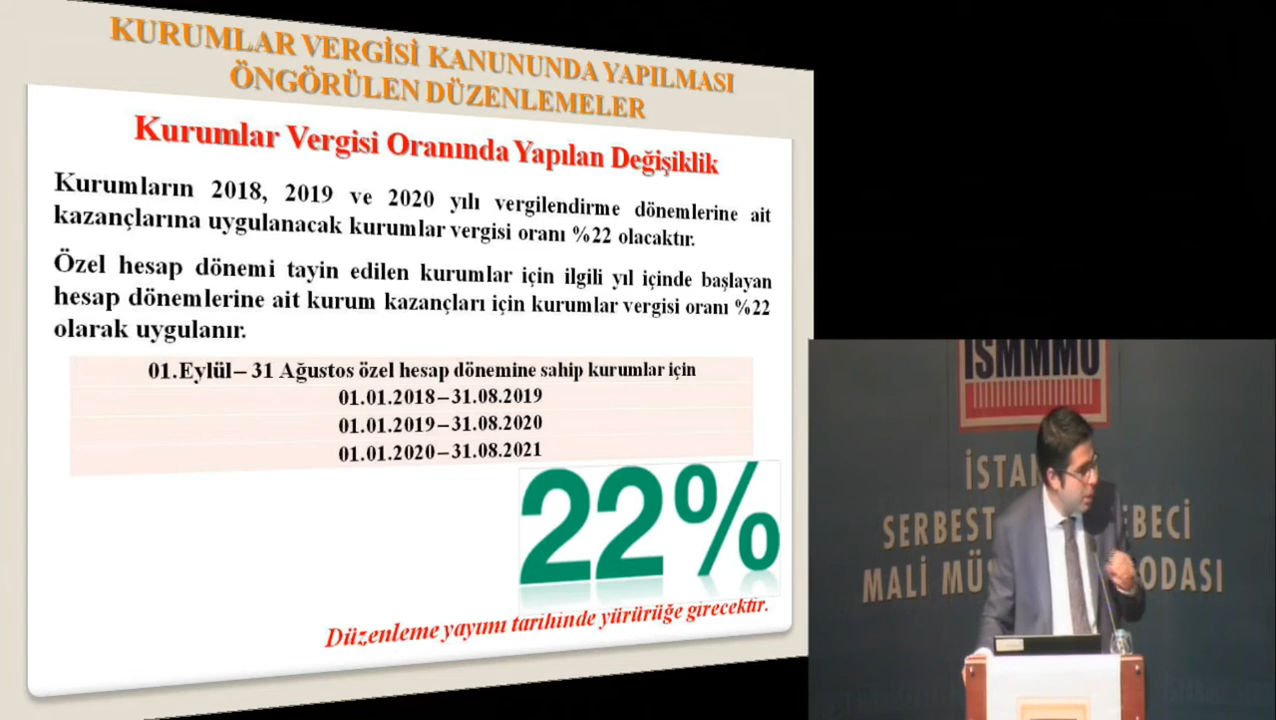 KURUMLAR VERGİSİ KANUNUNDA YAPILMASI
ÖNGÖRÜLEN DÜZENLEMELER
Kurumlar Vergisi Oranında Yapılan Değişiklik
Kurumların 2018, 2019 ve 2020 yılı vergilendirme dönemlerine ait
kazançlarına uygulanacak kurumlar vergisi oranı %22 olacaktır.
Özel hesap dönemi tayin edilen kurumlar için ilgili yıl içinde başlayan
hesap dönemlerine ait kurum kazançları için kurumlar vergisi oranı %22
olarak uygulanır.
01.Eylül– 31 Ağustos özel hesap dönemine sahip kurumlar için
01.01.2018–31.08.2019
01.01.2019–31.08.2020
01.01.2020–31.08.2021
22%
Düzenleme yayımı tarihinde yürürüğe girecektir.
İSMMMO
İSTAN
SERBEST EBECİ
MALİ MÜŞ ODASI